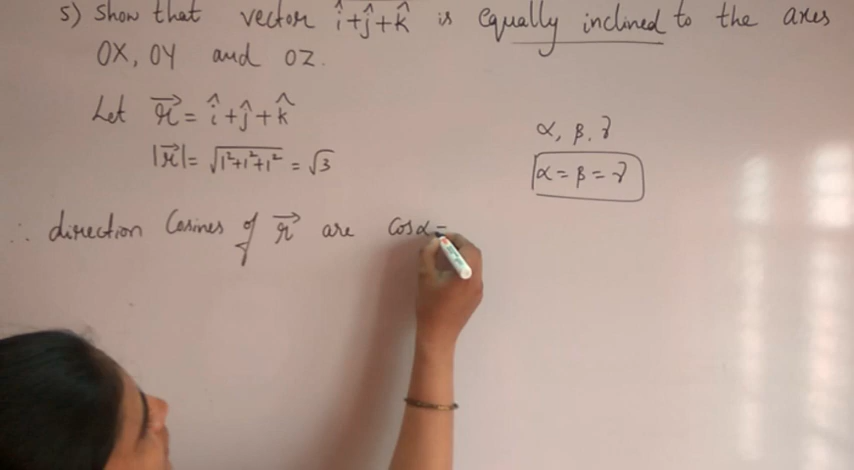 5) Show that vector î+ĵ+k̂ is equally inclined to the axes
OX, OY and OZ.
Let r⃗ = î+ĵ+k̂
|r⃗| = √1²+1²+1² = √3
α, β, γ
α = β = γ
∴ direction Cosines of r⃗ are Cosα=